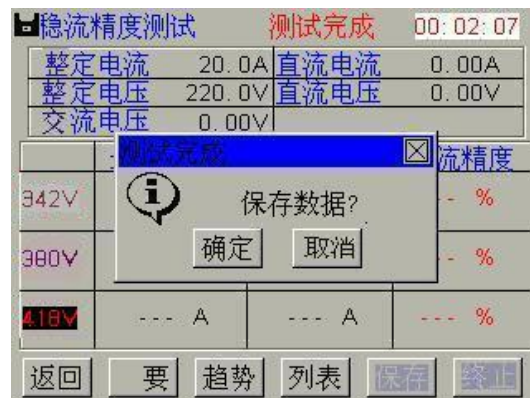 稳流精度测试 测试完成 00:02:07
整定电流 20.0A 直流电流 0.00A
整定电压 220.0V 直流电压 0.00V
交流电压 0.00V
测试完成
流精度
342V -- %
保存数据?
确定 取消
380V -- %
418V --- A --- A --- %
返回 要 趋势 列表 保存 终止